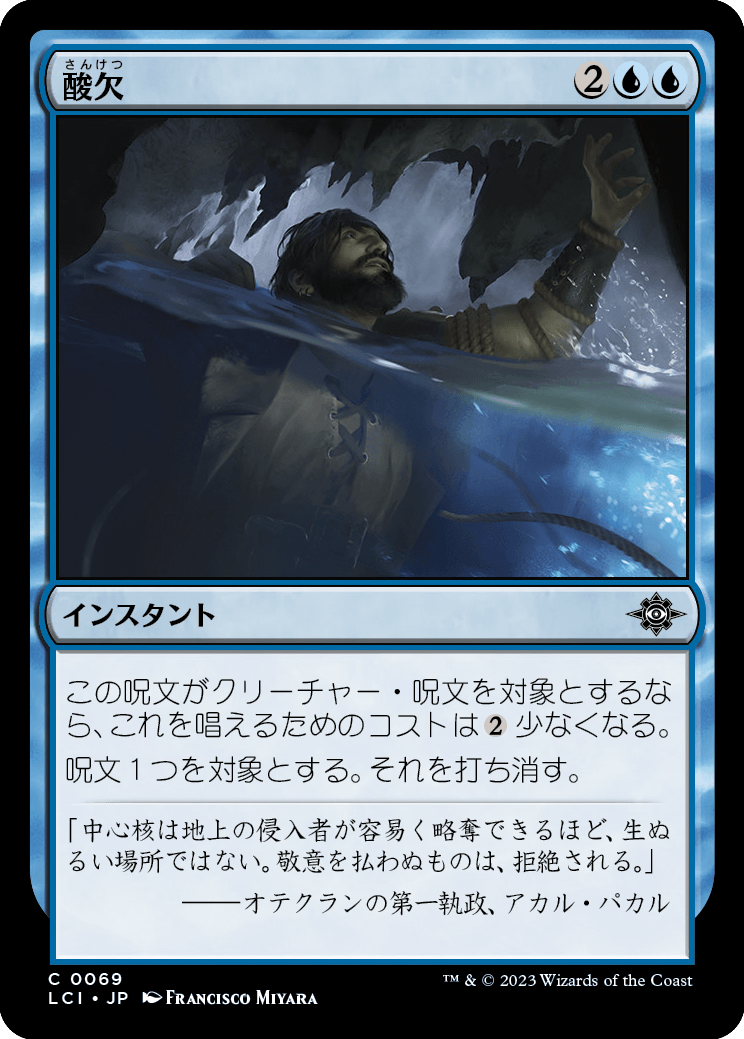 さんけつ
酸欠
2
インスタント
この呪文がクリーチャー・呪文を対象とするな
ら、これを唱えるためのコストは 2 少なくなる。
呪文１つを対象とする。それを打ち消す。
「中心核は地上の侵入者が容易く略奪できるほど、生ぬ
るい場所ではない。敬意を払わぬものは、拒絶される。」
――オテクランの第一執政、アカル・パカル
C 0069
LCI • JP Francisco Miyara
™ & © 2023 Wizards of the Coast